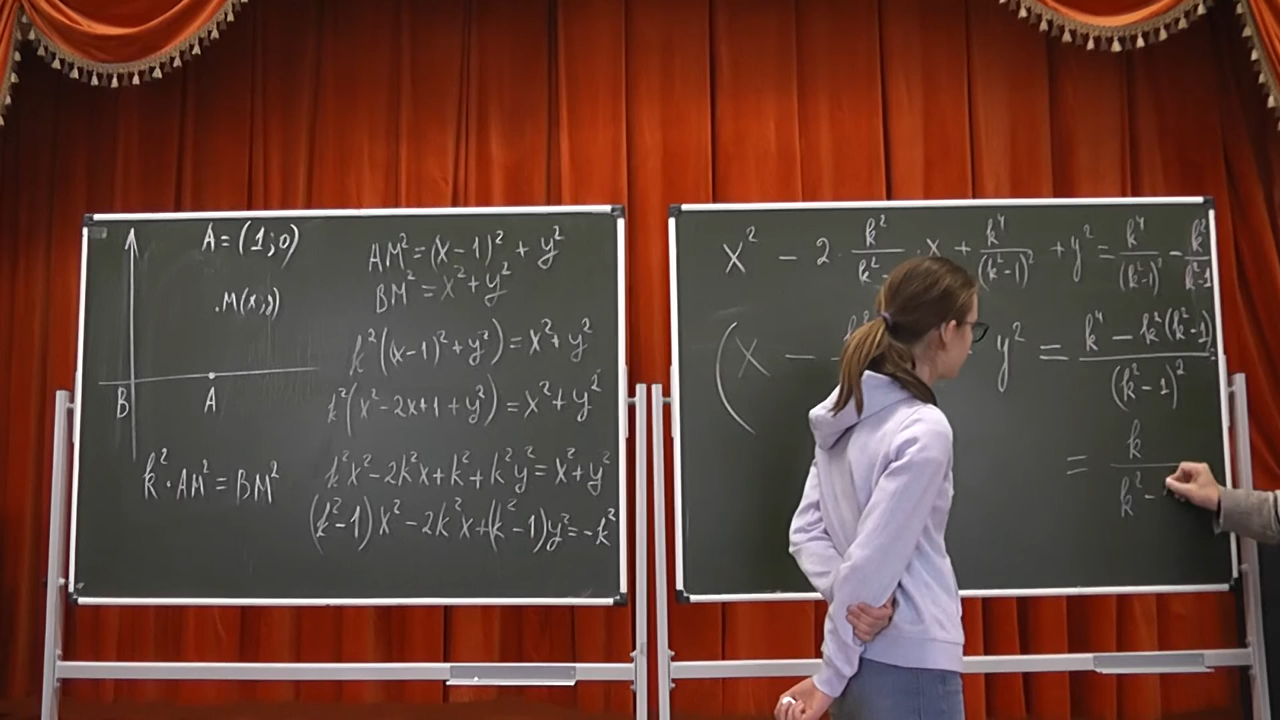 A = (1;0)
.M(x;y)
B A
k²·AM² = BM²
AM² = (x-1)² + y²
BM² = x² + y²
k²((x-1)² + y²) = x² + y²
k²(x² - 2x + 1 + y²) = x² + y²
k²x² - 2k²x + k² + k²y² = x² + y²
(k²-1)x² - 2k²x + (k²-1)y² = -k²
x² - 2·k²/k²- ·x + k⁴/(k²-1)² + y² = k⁴/(k²-1)² - k²/k²-1
(x - y² = k⁴ - k²(k²-1)/(k²-1)² =
= k/k²-